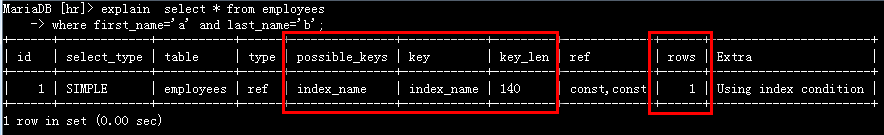 MariaDB [hr]> explain  select * from employees
    -> where first_name='a' and last_name='b';
+------+-------------+-----------+------+---------------+------------+---------+-------------+------+-----------------------+
| id   | select_type | table     | type | possible_keys | key        | key_len | ref         | rows | Extra                 |
+------+-------------+-----------+------+---------------+------------+---------+-------------+------+-----------------------+
|    1 | SIMPLE      | employees | ref  | index_name    | index_name | 140     | const,const |    1 | Using index condition |
+------+-------------+-----------+------+---------------+------------+---------+-------------+------+-----------------------+
1 row in set (0.00 sec)